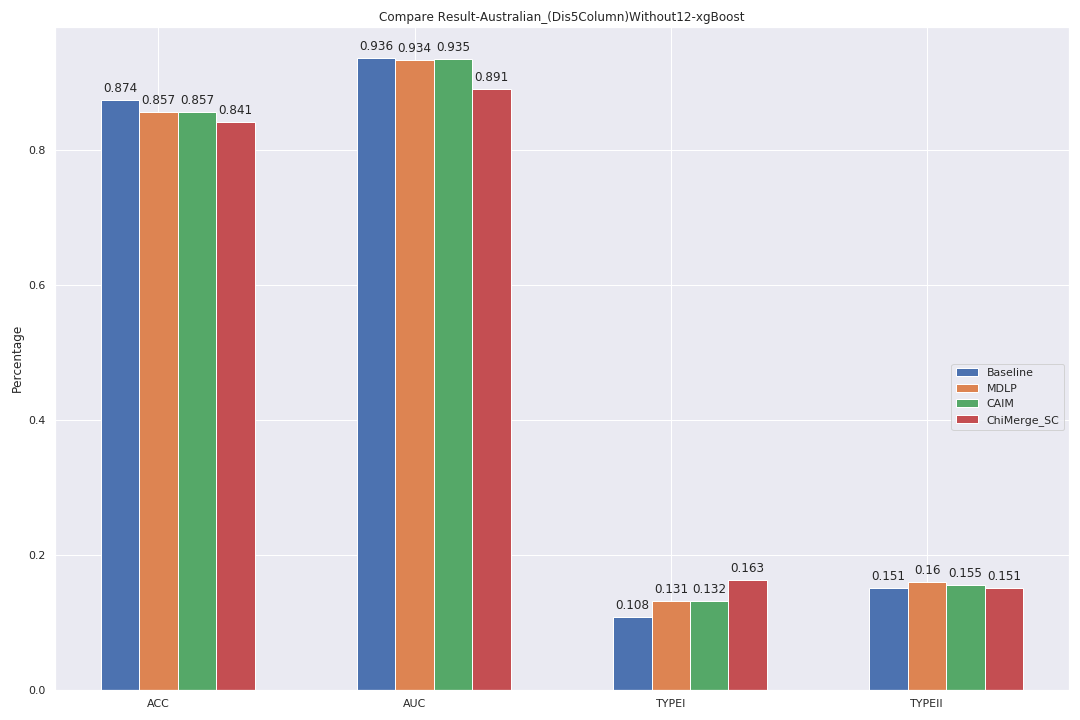 Compare Result-Australian_(Dis5Column)Without12-xgBoost
0.936 0.934 0.935
0.874 0.857 0.857 0.841
0.891
0.8
0.6
Percentage
Baseline
MDLP
CAIM
ChiMerge_SC
0.4
0.2
0.108 0.131 0.132 0.163
0.151 0.16 0.155 0.151
0.0
ACC AUC TYPEI TYPEII